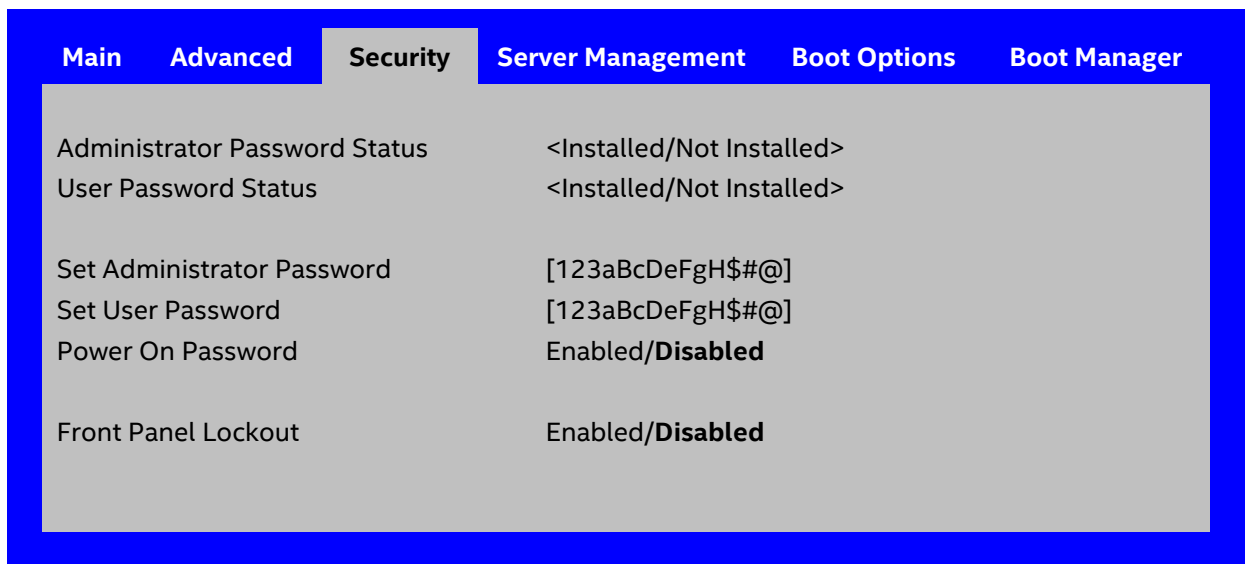 Main Advanced Security Server Management Boot Options Boot Manager
Administrator Password Status <Installed/Not Installed>
User Password Status <Installed/Not Installed>
Set Administrator Password [123aBcDeFgH$#@]
Set User Password [123aBcDeFgH$#@]
Power On Password Enabled/Disabled
Front Panel Lockout Enabled/Disabled